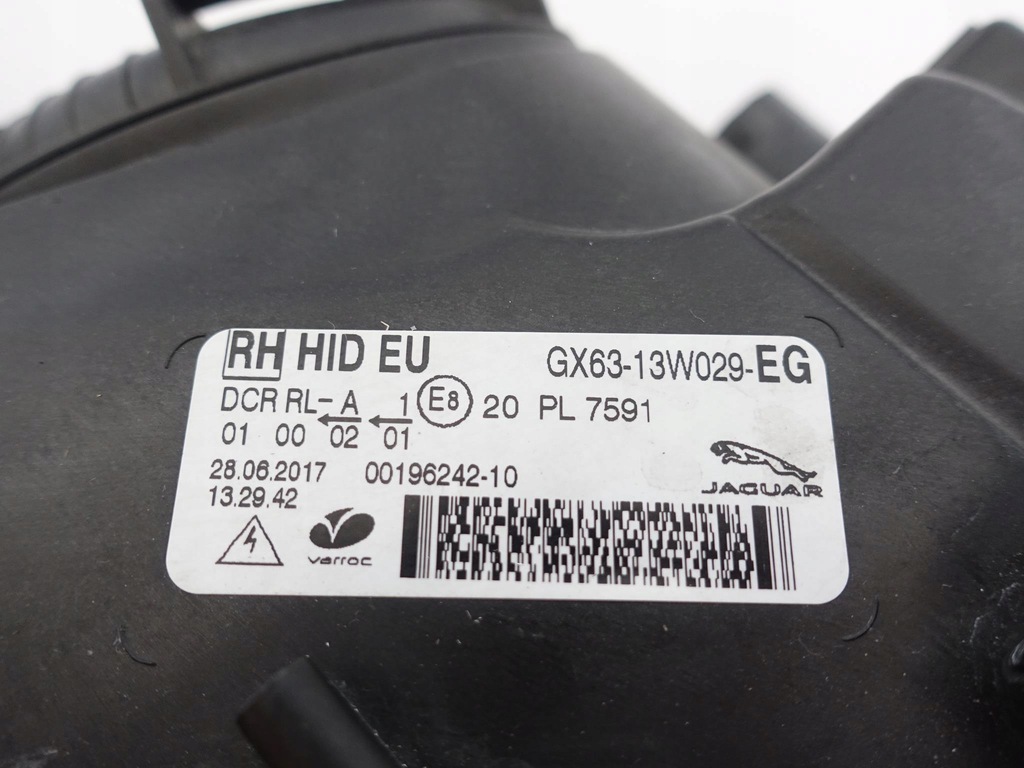 RH HID EU GX63-13W029-EG
DCR RL- A 1 E8 20 PL 7591
01 00 02 01
28.06.2017 00196242-10
13.29.42
varroc
JAGUAR